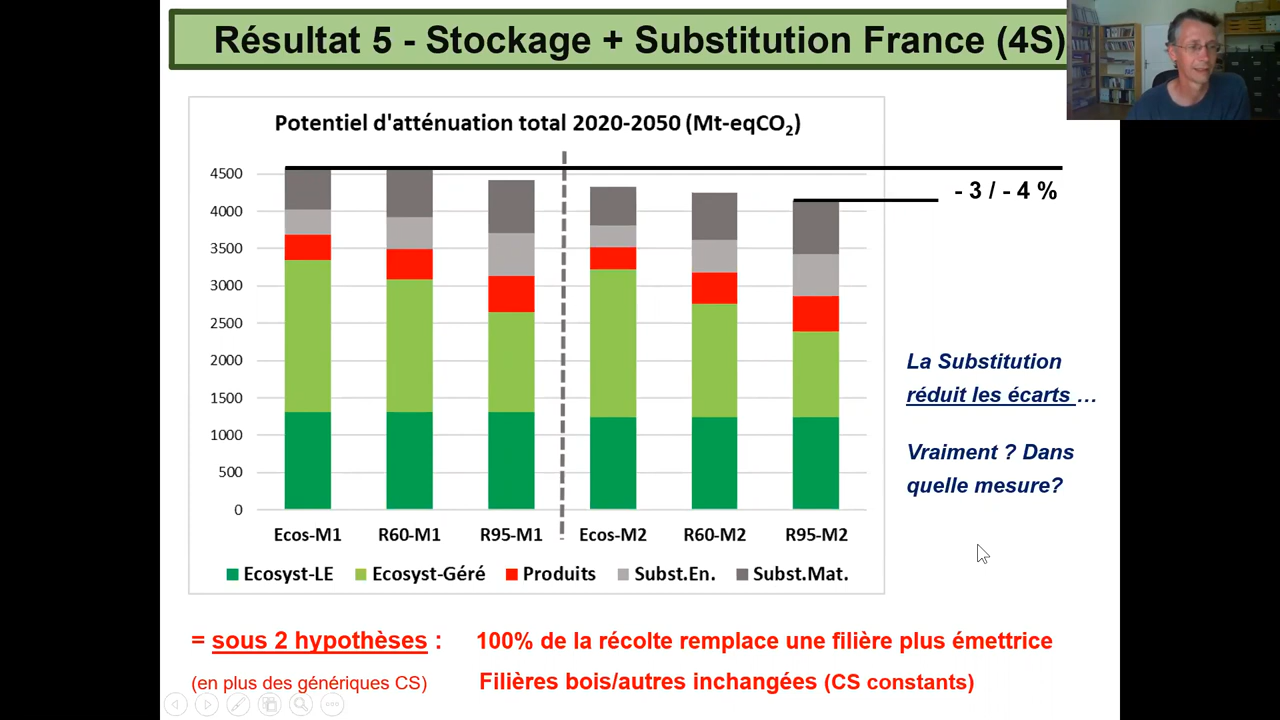 Résultat 5 - Stockage + Substitution France (4S)
Potentiel d'atténuation total 2020-2050 (Mt-eqCO₂)
4500
4000
3500
3000
2500
2000
1500
1000
500
0
Ecos-M1 R60-M1 R95-M1 Ecos-M2 R60-M2 R95-M2
Ecosyst-LE Ecosyst-Géré Produits Subst.En. Subst.Mat.
- 3 / - 4 %
La Substitution
réduit les écarts ...
Vraiment ? Dans
quelle mesure?
= sous 2 hypothèses : 100% de la récolte remplace une filière plus émettrice
(en plus des génériques CS) Filières bois/autres inchangées (CS constants)